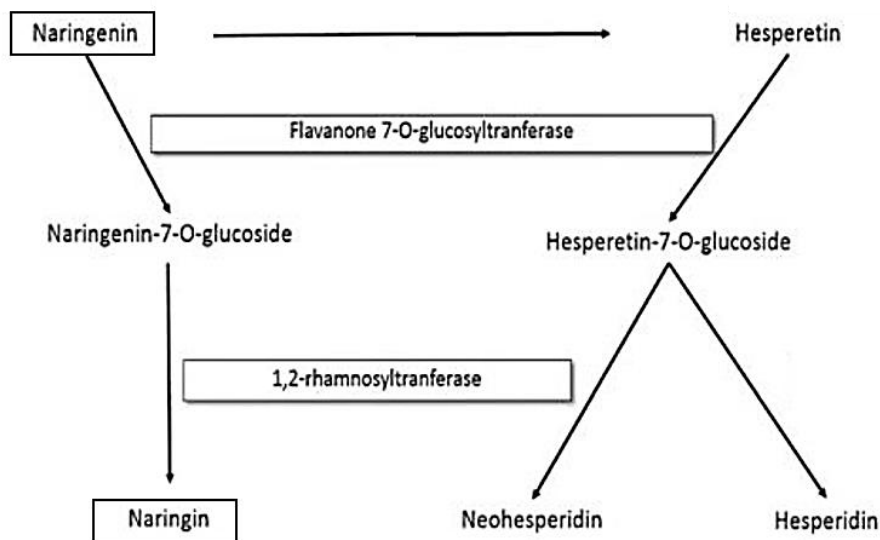 Naringenin
Hesperetin
Flavanone 7-O-glucosyltranferase
Naringenin-7-O-glucoside
Hesperetin-7-O-glucoside
1,2-rhamnosyltranferase
Naringin
Neohesperidin
Hesperidin